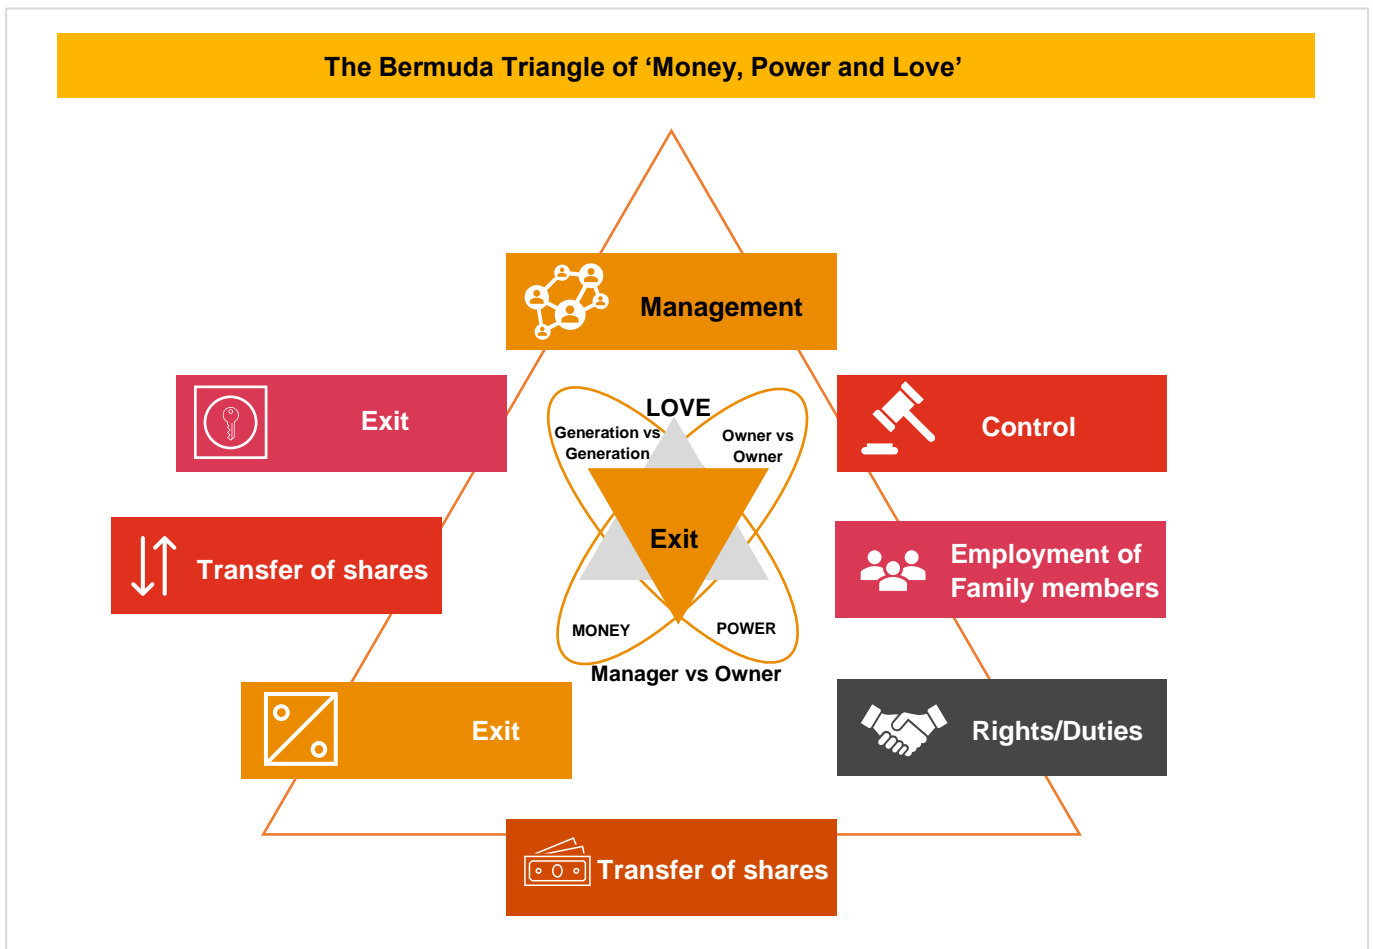 The Bermuda Triangle of ‘Money, Power and Love’
Management
Exit
Control
LOVE
Generation vs
Generation
Owner vs
Owner
Transfer of shares
Exit
Employment of
Family members
MONEY
POWER
Manager vs Owner
Exit
Rights/Duties
Transfer of shares